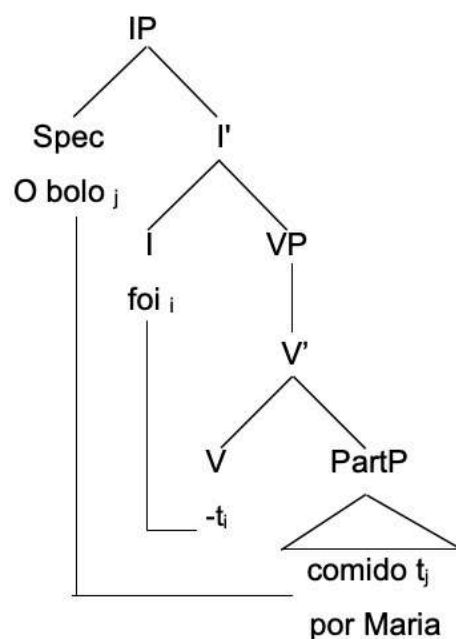 IP
Spec I'
O bolo j
I VP
foi i
V’
V PartP
-ti
comido tj
por Maria